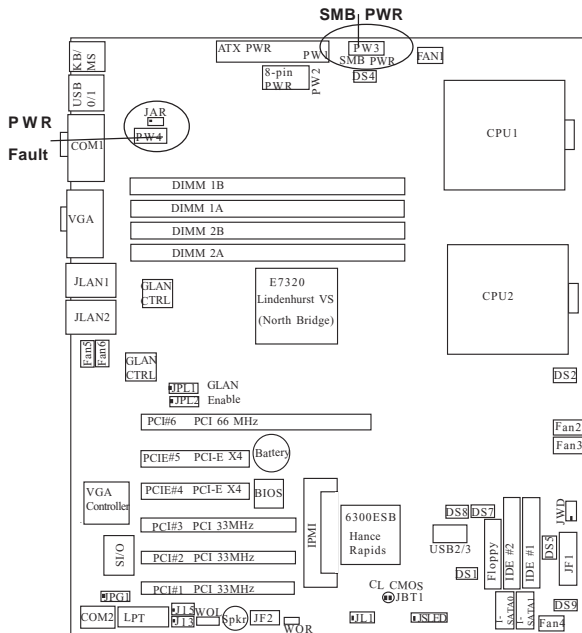 SMB PWR
ATX PWR
PW1
PW3
SMB PWR
FAN1
KB/
MS
8-pin
PWR
PW2
DS4
USB
0/1
PWR
Fault
JAR
PW4
COM1
CPU1
DIMM 1B
DIMM 1A
VGA
DIMM 2B
DIMM 2A
JLAN1
GLAN
CTRL
E7320
Lindenhurst VS
(North Bridge)
CPU2
JLAN2
Fan5
Fan6
GLAN
CTRL
DS2
JPL1
JPL2
GLAN
Enable
PCI#6 PCI 66 MHz
Fan2
Fan3
Battery
PCIE#5 PCI-E X4
VGA
Controller
PCIE#4 PCI-E X4
BIOS
IPMI
6300ESB
Hance
Rapids
DS8
DS7
JWD
PCI#3 PCI 33MHz
USB2/3
Floppy
IDE #2
IDE #1
DS5
JF1
SI/O
PCI#2 PCI 33MHz
DS1
CL CMOS
JBT1
PCI#1 PCI 33MHz
JPG1
COM2
LPT
J15
J13
WOL
Spkr
JF2
WOR
JL1
JSLED
I-SATA0
I-SATA1
DS9
Fan4